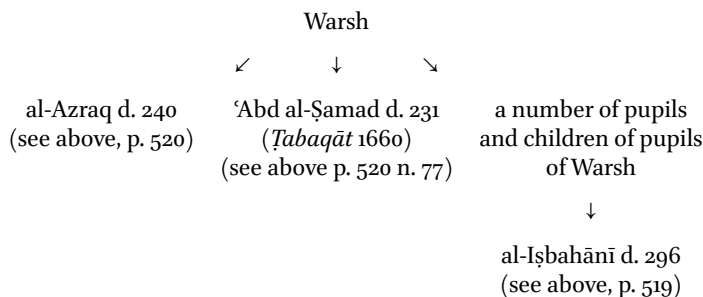 Warsh
↙ ↓ ↘
al-Azraq d. 240
(see above, p. 520)
ʿAbd al-Ṣamad d. 231
(Ṭabaqāt 1660)
(see above p. 520 n. 77)
a number of pupils
and children of pupils
of Warsh
↓
al-Iṣbahānī d. 296
(see above, p. 519)